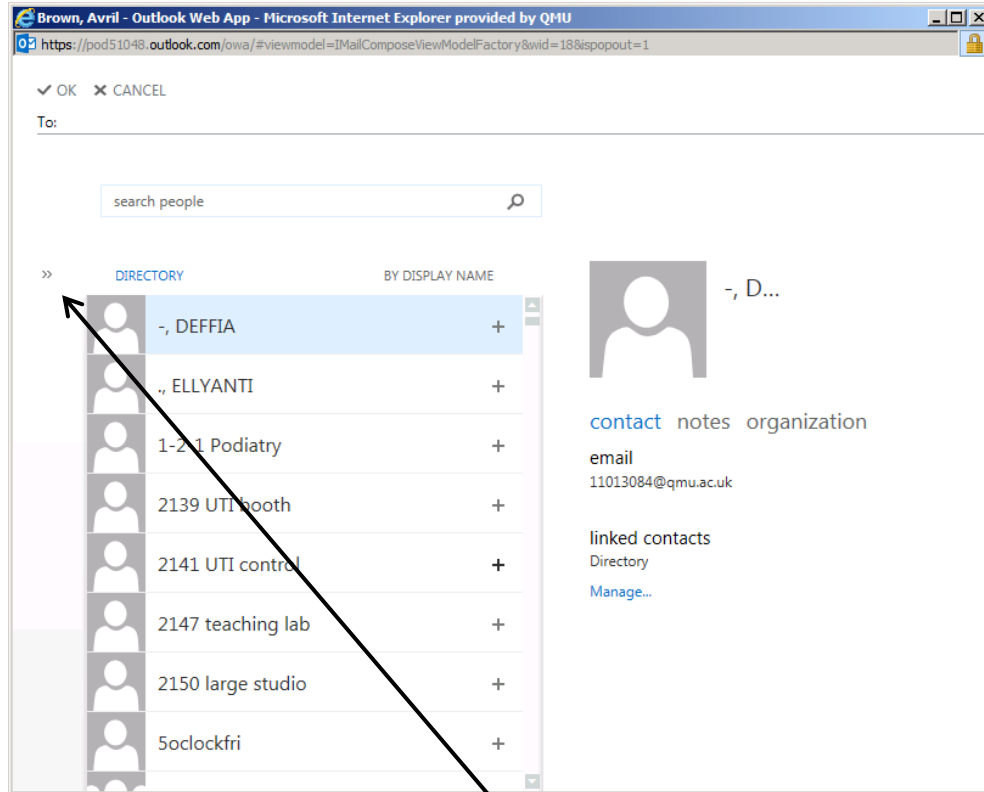 Brown, Avril - Outlook Web App - Microsoft Internet Explorer provided by QMU
https://pod51048.outlook.com/owa/#viewmodel=IMailComposeViewModelFactory&wid=18&ispopout=1
OK CANCEL
To:
search people
» DIRECTORY BY DISPLAY NAME
-, D...
-, DEFFIA +
., ELLYANTI +
1-2-1 Podiatry +
2139 UTI booth +
2141 UTI control +
2147 teaching lab +
2150 large studio +
5oclockfri +
contact notes organization
email
11013084@qmu.ac.uk
linked contacts
Directory
Manage...